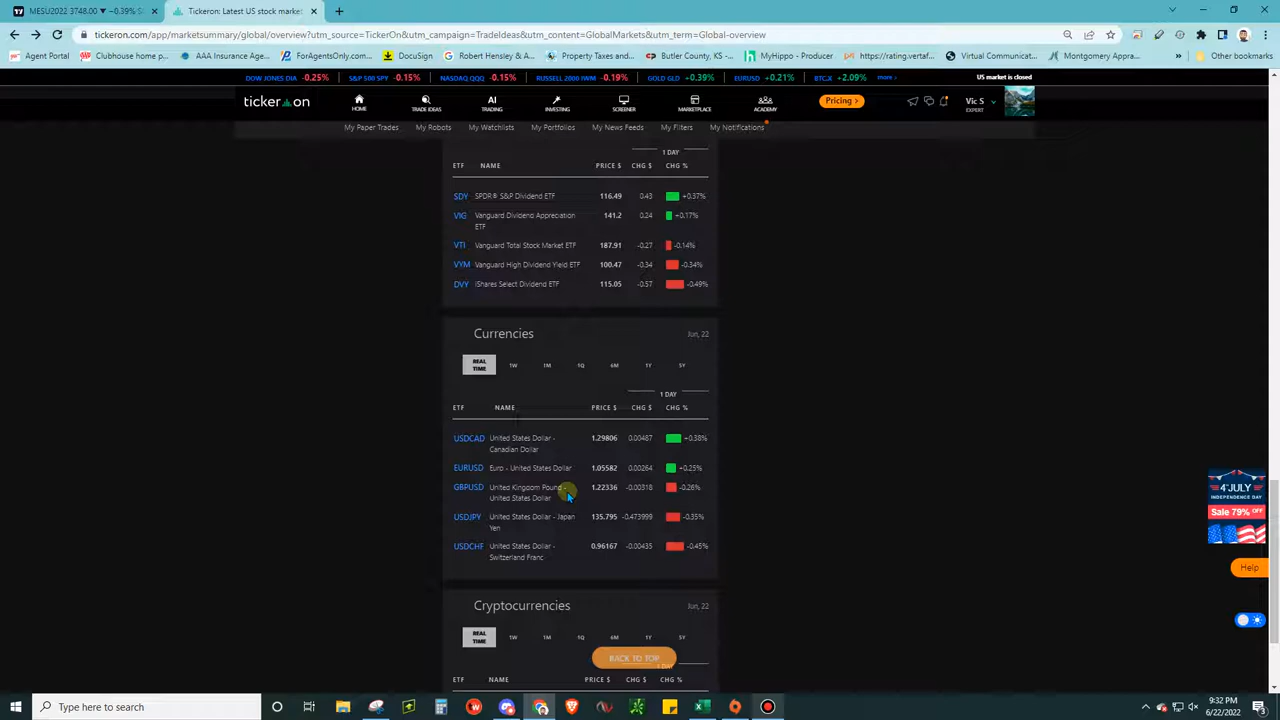 MESU2022 3748.00 ▼ −0.39%
Tickeron: Latest US stock marke
tickeron.com/app/marketsummary/global/overview?utm_source=TickerOn&utm_campaign=TradeIdeas&utm_content=GlobalMarkets&utm_term=Global-overview
Agent Portal
Clubhouse home p...
AAA Insurance Age...
ForAgentsOnly.com...
DocuSign
Robert Hensley & A...
Property Taxes and...
Butler County, KS -...
MyHippo - Producer
https://rating.vertaf...
Virtual Communicat...
Montgomery Appra...
»
Other bookmarks
DOW JONES DIA -0.25%
S&P 500 SPY -0.15%
NASDAQ QQQ -0.15%
RUSSELL 2000 IWM -0.19%
GOLD GLD +0.39%
EURUSD +0.21%
BTC.X +2.09%
more ›
US market is closed
tickeron
HOME
TRADE IDEAS
AI TRADING
INVESTING
SCREENER
MARKETPLACE
ACADEMY
Pricing >
Vic S
EXPERT
My Paper Trades
My Robots
My Watchlists
My Portfolios
My News Feeds
My Filters
My Notifications
1 DAY
ETF NAME PRICE $ CHG $ CHG %
SDY SPDR® S&P Dividend ETF 116.49 0.43 +0.37%
VIG Vanguard Dividend Appreciation 141.2 0.24 +0.17%
ETF
VTI Vanguard Total Stock Market ETF 187.91 -0.27 -0.14%
VYM Vanguard High Dividend Yield ETF 100.47 -0.34 -0.34%
DVY iShares Select Dividend ETF 115.05 -0.57 -0.49%
Currencies Jun, 22
REAL TIME 1W 1M 1Q 6M 1Y 5Y
1 DAY
ETF NAME PRICE $ CHG $ CHG %
USDCAD United States Dollar - 1.29806 0.00487 +0.38%
Canadian Dollar
EURUSD Euro - United States Dollar 1.05582 0.00264 +0.25%
GBPUSD United Kingdom Pound - 1.22336 -0.00318 -0.26%
United States Dollar
USDJPY United States Dollar - Japan 135.795 -0.473999 -0.35%
Yen
USDCHF United States Dollar - 0.96167 -0.00435 -0.45%
Switzerland Franc
Cryptocurrencies Jun, 22
REAL TIME 1W 1M 1Q 6M 1Y 5Y
BACK TO TOP
1 DAY
ETF NAME PRICE $ CHG $ CHG %
4th JULY
INDEPENDENCE DAY
Sale 79% OFF
Help
Type here to search
9:32 PM
6/22/2022
3